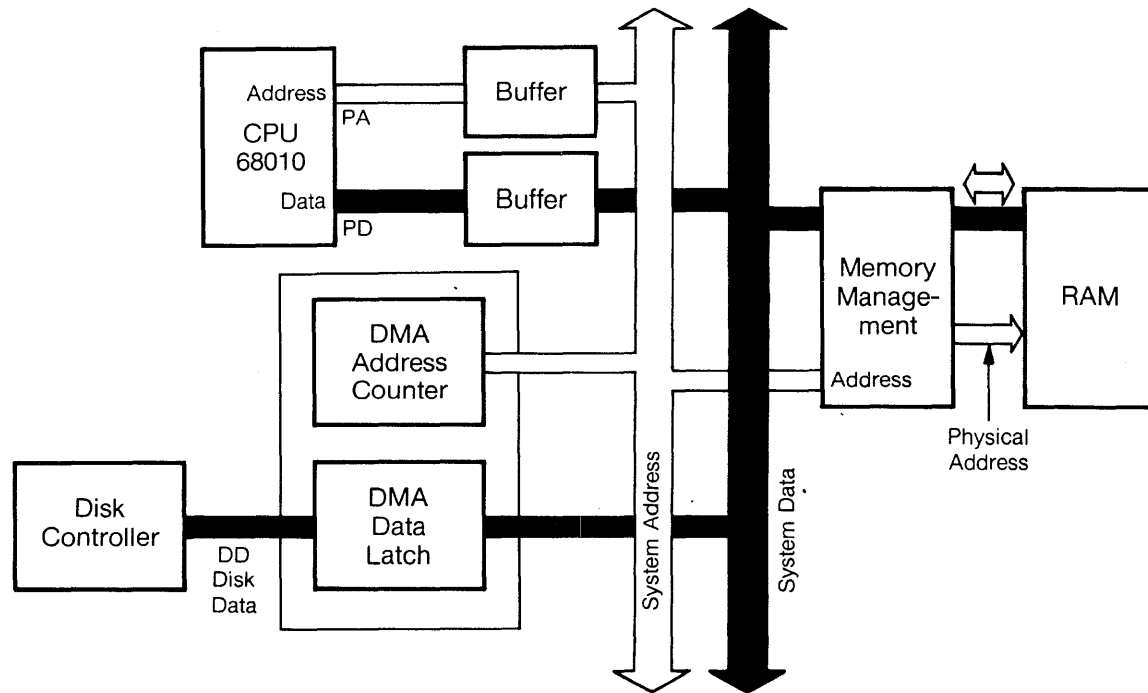 Address
CPU
68010
Data
PA
PD
Buffer
Buffer
DMA
Address
Counter
DMA
Data
Latch
Disk
Controller
DD
Disk
Data
System Address
System Data
Memory
Manage-
ment
Address
RAM
Physical
Address